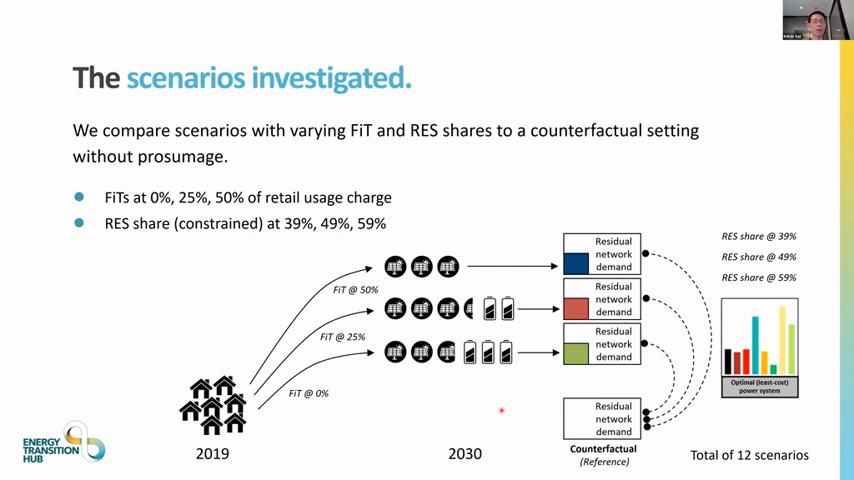 The scenarios investigated.
We compare scenarios with varying FiT and RES shares to a counterfactual setting
without prosumage.
FiTs at 0%, 25%, 50% of retail usage charge
RES share (constrained) at 39%, 49%, 59%
FiT @ 50%
FiT @ 25%
FiT @ 0%
Residual
network
demand
Residual
network
demand
Residual
network
demand
Residual
network
demand
Counterfactual
(Reference)
RES share @ 39%
RES share @ 49%
RES share @ 59%
Optimal (least-cost)
power system
ENERGY
TRANSITION
HUB
2019
2030
Total of 12 scenarios